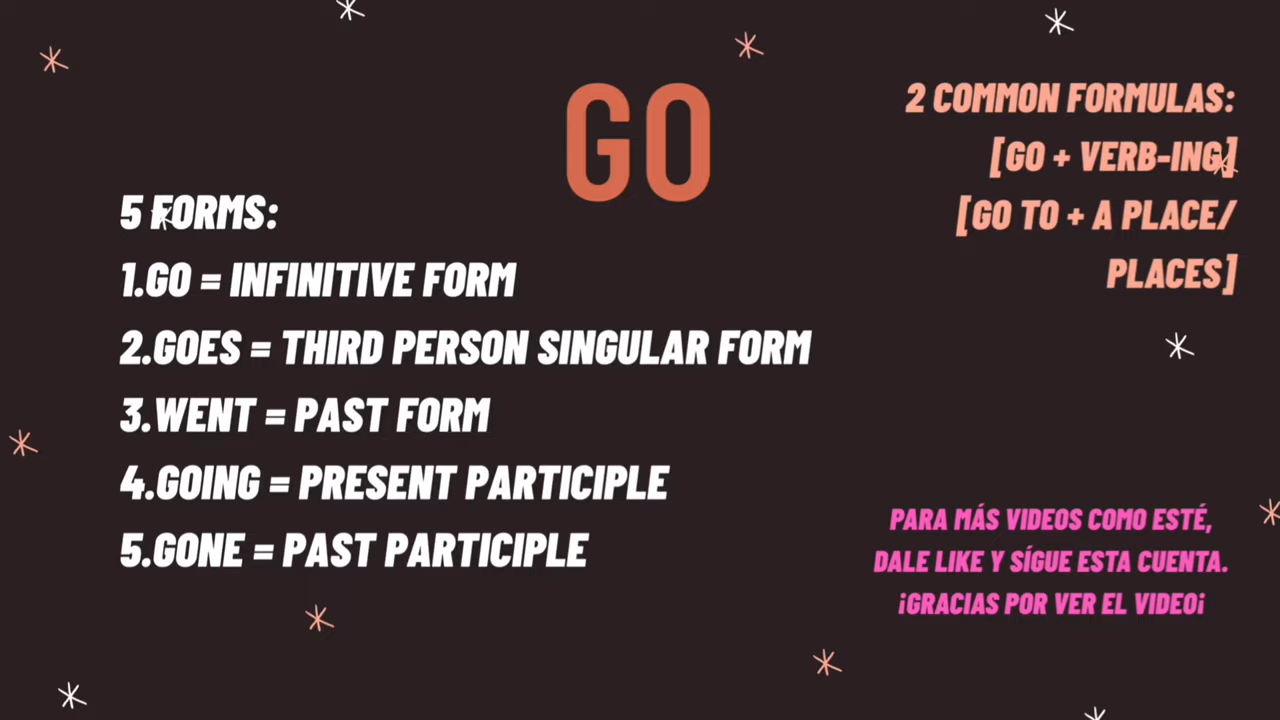 GO
5 FORMS:
1.GO = INFINITIVE FORM
2.GOES = THIRD PERSON SINGULAR FORM
3.WENT = PAST FORM
4.GOING = PRESENT PARTICIPLE
5.GONE = PAST PARTICIPLE
2 COMMON FORMULAS:
[GO + VERB-ING]
[GO TO + A PLACE/
PLACES]
PARA MÁS VIDEOS COMO ESTÉ,
DALE LIKE Y SÍGUE ESTA CUENTA.
¡GRACIAS POR VER EL VIDEO¡